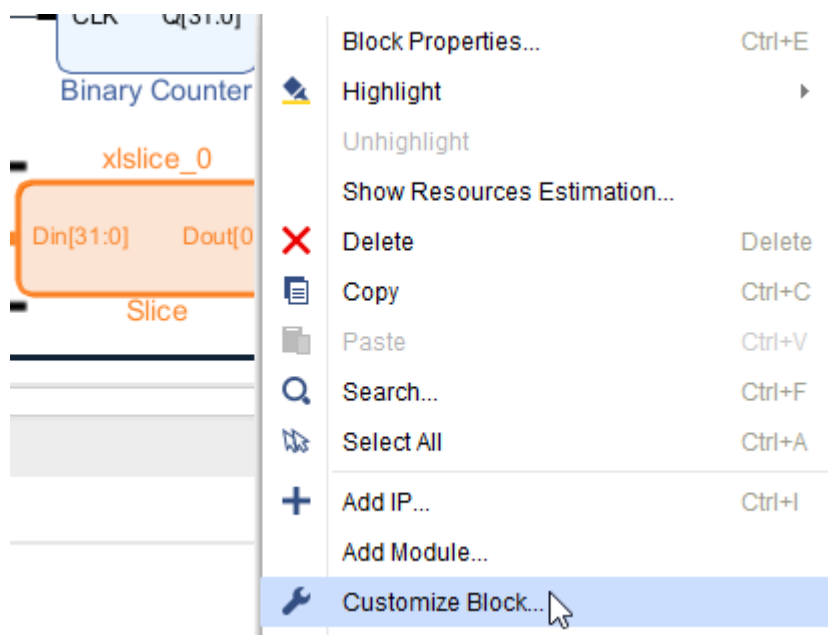 CLK Q[31:0]
Binary Counter
xlslice_0
Din[31:0] Dout[0
Slice
Block Properties... Ctrl+E
Highlight
Unhighlight
Show Resources Estimation...
Delete Delete
Copy Ctrl+C
Paste Ctrl+V
Search... Ctrl+F
Select All Ctrl+A
Add IP... Ctrl+I
Add Module...
Customize Block...